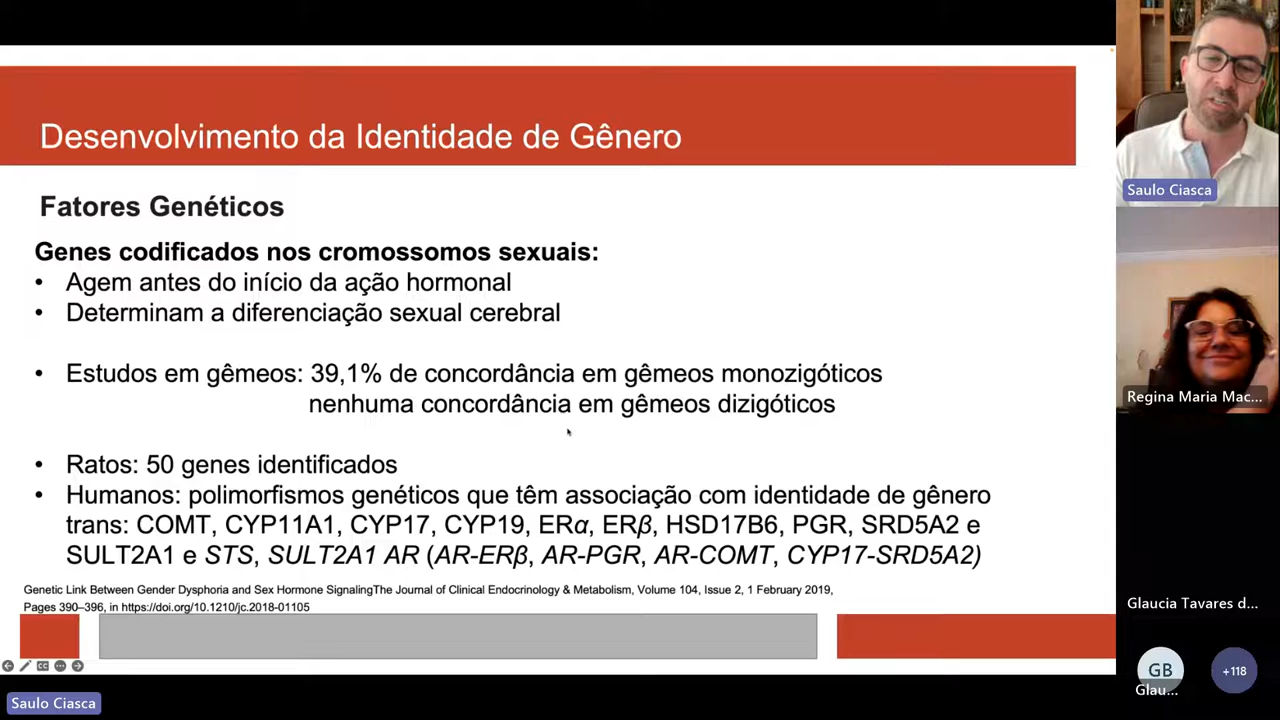 Desenvolvimento da Identidade de Gênero
Fatores Genéticos
Genes codificados nos cromossomos sexuais:
• Agem antes do início da ação hormonal
• Determinam a diferenciação sexual cerebral
• Estudos em gêmeos: 39,1% de concordância em gêmeos monozigóticos
nenhuma concordância em gêmeos dizigóticos
• Ratos: 50 genes identificados
• Humanos: polimorfismos genéticos que têm associação com identidade de gênero
trans: COMT, CYP11A1, CYP17, CYP19, ERα, ERβ, HSD17B6, PGR, SRD5A2 e
SULT2A1 e STS, SULT2A1 AR (AR-ERβ, AR-PGR, AR-COMT, CYP17-SRD5A2)
Genetic Link Between Gender Dysphoria and Sex Hormone SignalingThe Journal of Clinical Endocrinology & Metabolism, Volume 104, Issue 2, 1 February 2019,
Pages 390–396, in https://doi.org/10.1210/jc.2018-01105
CC
Saulo Ciasca
Saulo Ciasca
Regina Maria Mac...
Glaucia Tavares d...
GB
Glau...
+118